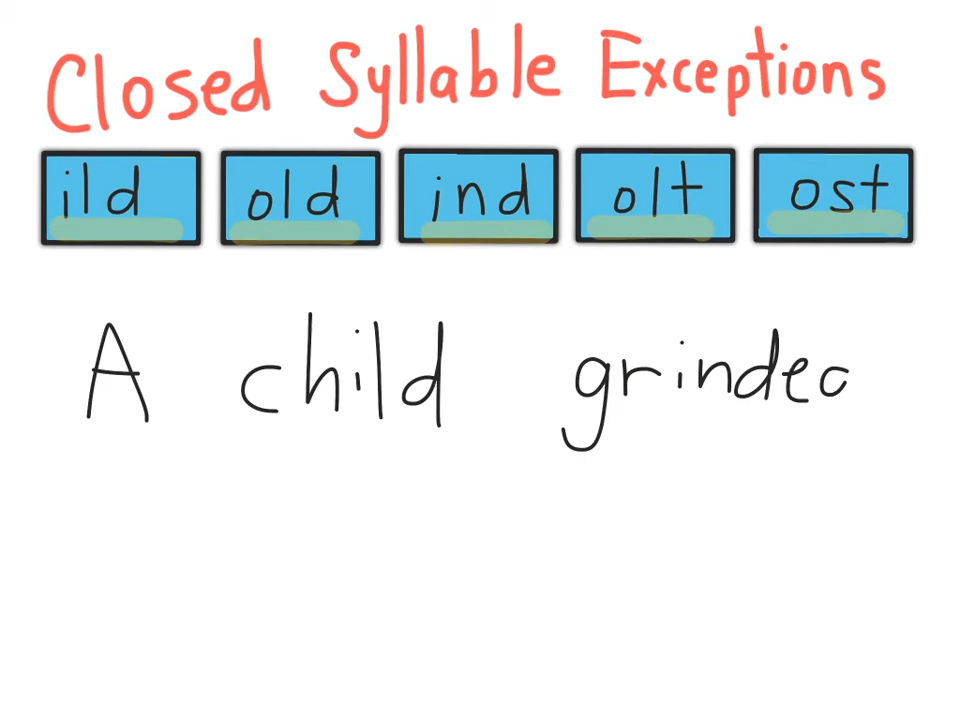 Closed Syllable Exceptions
ild old ind olt ost
A child grindec